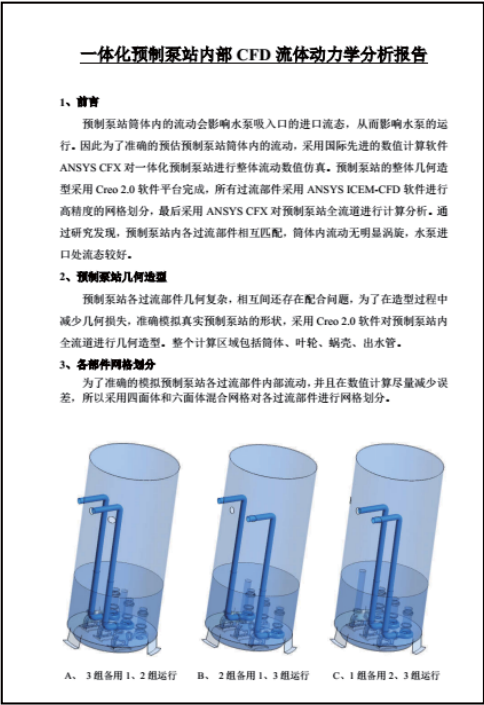 一体化预制泵站内部 CFD 流体动力学分析报告
1、前言
预制泵站筒体内的流动会影响水泵吸入口的进口流态，从而影响水泵的运
行。因此为了准确的预估预制泵站筒体内的流动，采用国际先进的数值计算软件
ANSYS CFX 对一体化预制泵站进行整体流动数值仿真。预制泵站的整体几何造
型采用 Creo 2.0 软件平台完成，所有过流部件采用 ANSYS ICEM-CFD 软件进行
高精度的网格划分，最后采用 ANSYS CFX 对预制泵站全流道进行计算分析。通
过研究发现，预制泵站内各过流部件相互匹配，筒体内流动无明显涡旋，水泵进
口处流态较好。
2、预制泵站几何造型
预制泵站各过流部件几何复杂，相互间还存在配合问题，为了在造型过程中
减少几何损失，准确模拟真实预制泵站的形状，采用 Creo 2.0 软件对预制泵站内
全流道进行几何造型。整个计算区域包括筒体、叶轮、蜗壳、出水管。
3、各部件网格划分
为了准确的模拟预制泵站各过流部件内部流动，并且在数值计算尽量减少误
差，所以采用四面体和六面体混合网格对各过流部件进行网格划分。
A、 3 组备用 1、2 组运行 B、 2 组备用 1、3 组运行 C、1 组备用 2、3 组运行